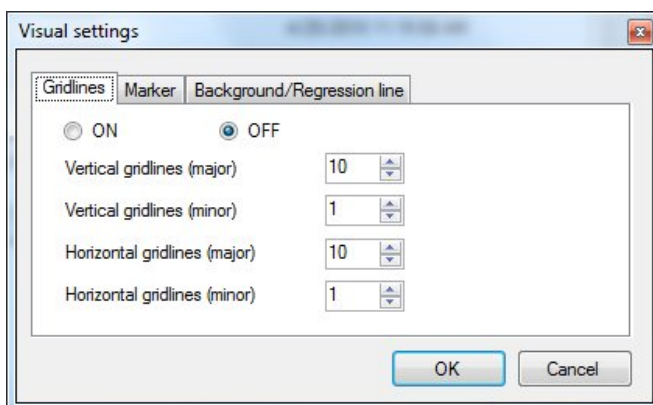 Visual settings
Gridlines Marker Background/Regression line
ON OFF
Vertical gridlines (major) 10
Vertical gridlines (minor) 1
Horizontal gridlines (major) 10
Horizontal gridlines (minor) 1
OK Cancel